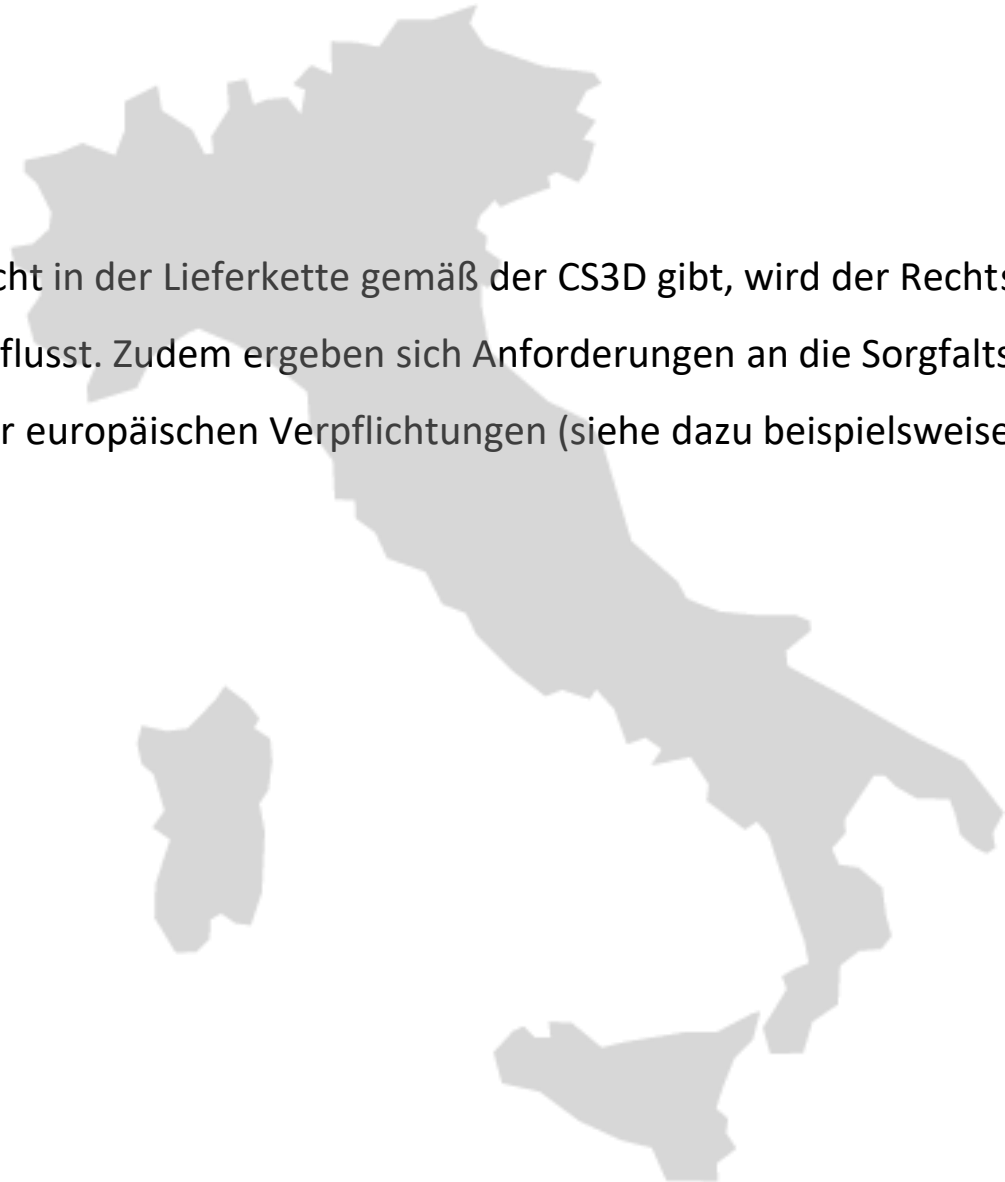 cht in der Lieferkette gemäß der CS3D gibt, wird der Rechts
flusst. Zudem ergeben sich Anforderungen an die Sorgfalts
r europäischen Verpflichtungen (siehe dazu beispielsweise